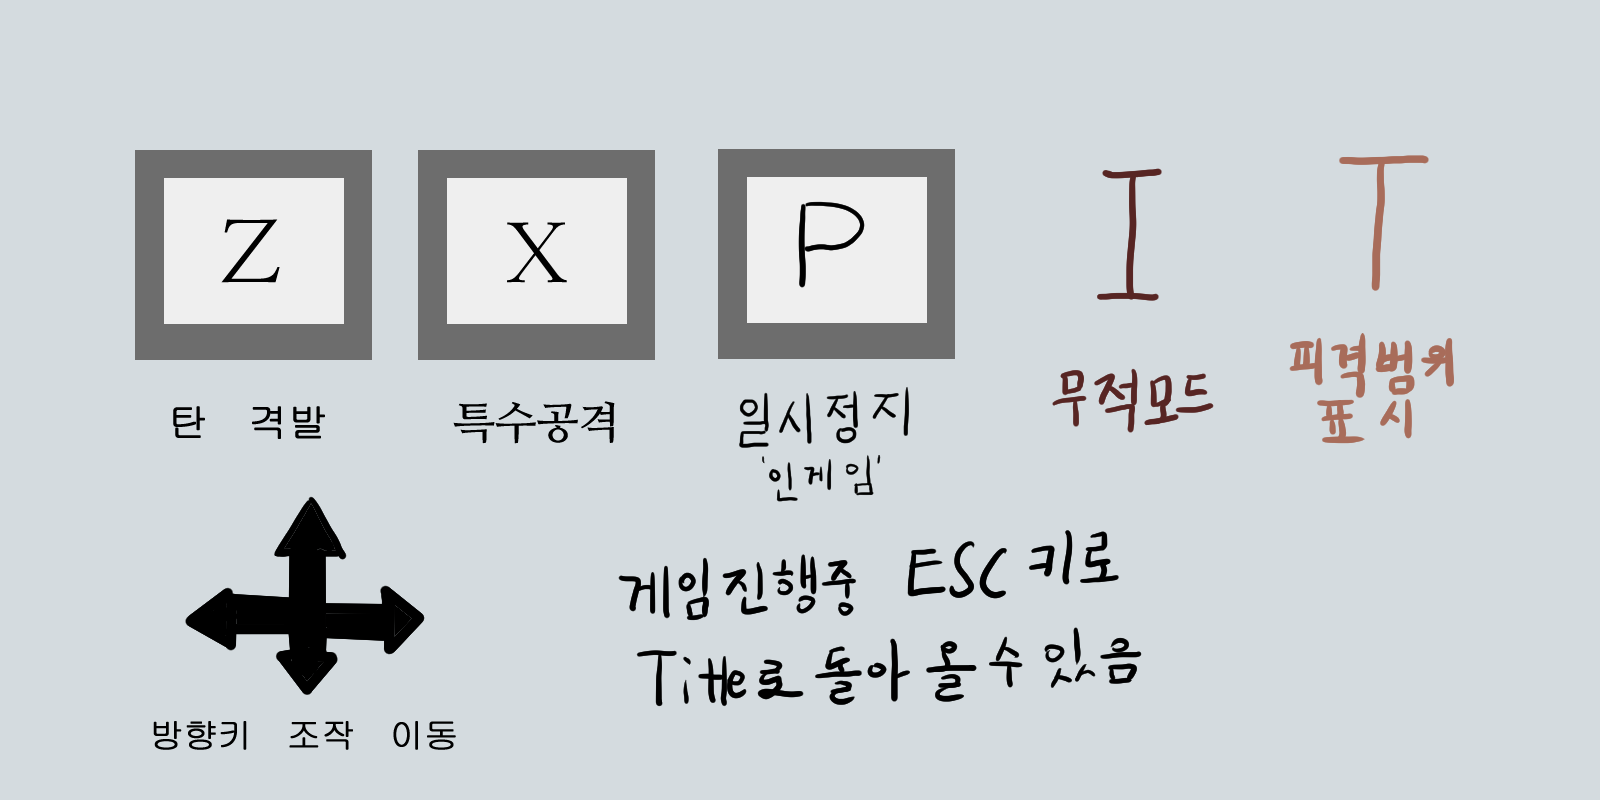 Z
X
P
I
T
탄 격발
특수공격
일시정지
'인게임'
무적모드
피격범위
표시
방향키 조작 이동
게임진행중 ESC 키로
Title로 돌아 올 수 있음